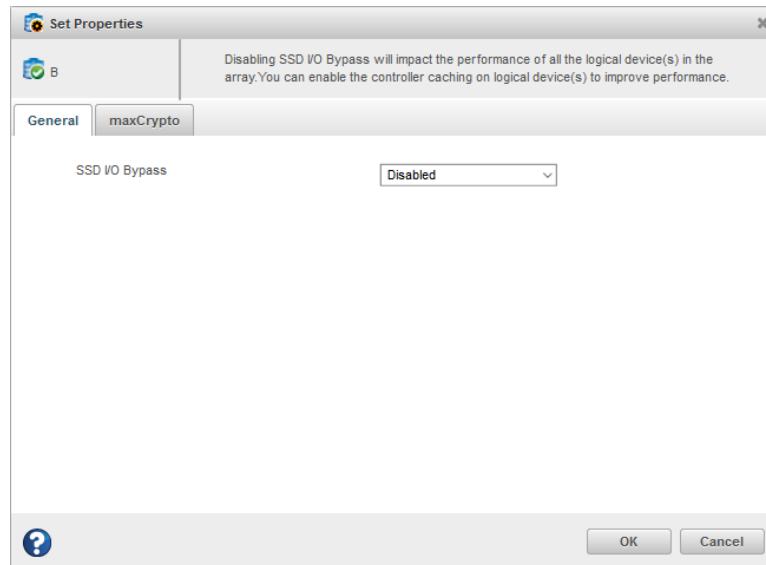 Set Properties
B
Disabling SSD I/O Bypass will impact the performance of all the logical device(s) in the
array.You can enable the controller caching on logical device(s) to improve performance.
General
maxCrypto
SSD I/O Bypass
Disabled
?
OK
Cancel